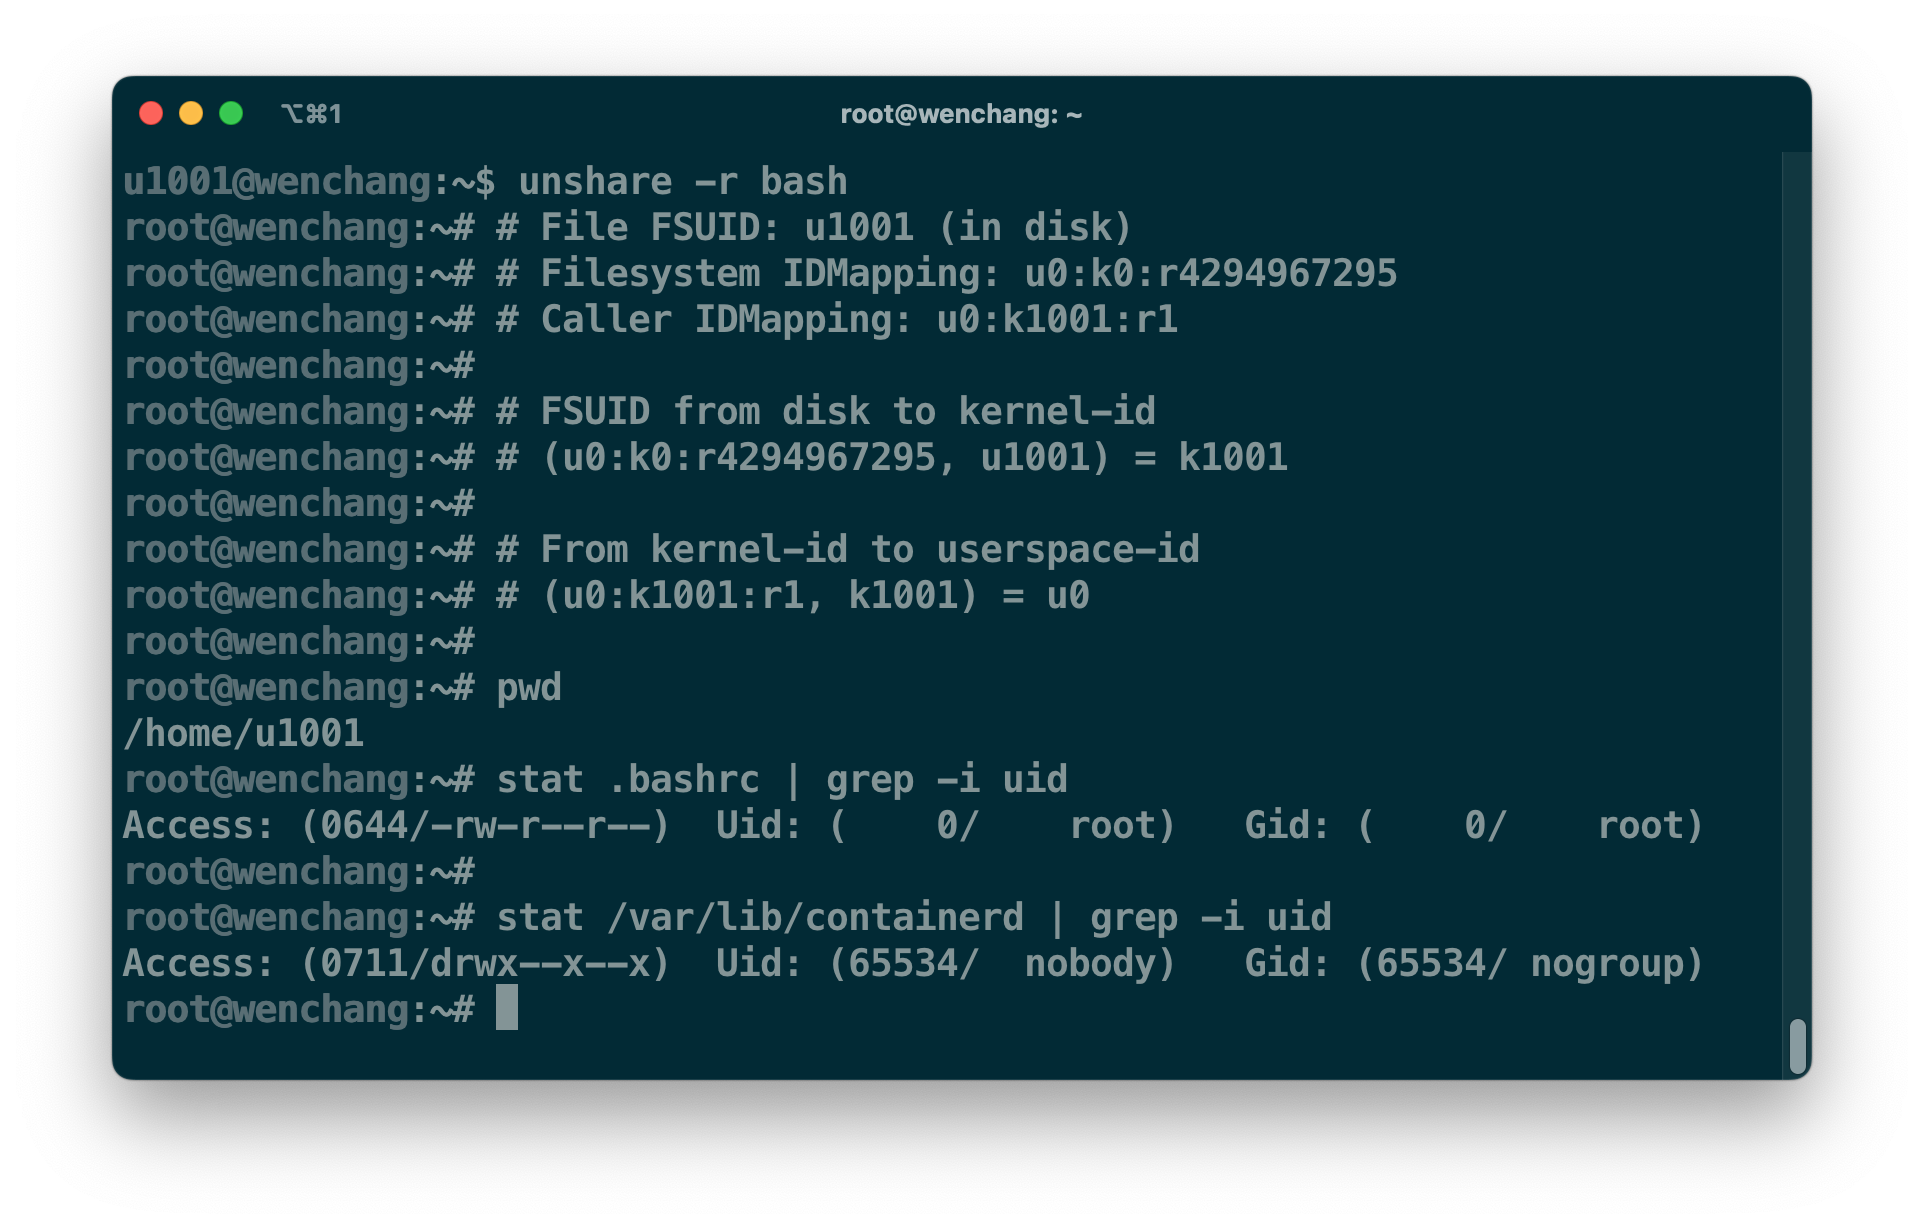 ⌥⌘1
root@wenchang: ~
u1001@wenchang:~$ unshare -r bash
root@wenchang:~# # File FSUID: u1001 (in disk)
root@wenchang:~# # Filesystem IDMapping: u0:k0:r4294967295
root@wenchang:~# # Caller IDMapping: u0:k1001:r1
root@wenchang:~#
root@wenchang:~# # FSUID from disk to kernel-id
root@wenchang:~# # (u0:k0:r4294967295, u1001) = k1001
root@wenchang:~#
root@wenchang:~# # From kernel-id to userspace-id
root@wenchang:~# # (u0:k1001:r1, k1001) = u0
root@wenchang:~#
root@wenchang:~# pwd
/home/u1001
root@wenchang:~# stat .bashrc | grep -i uid
Access: (0644/-rw-r--r--)  Uid: (    0/    root)   Gid: (    0/    root)
root@wenchang:~#
root@wenchang:~# stat /var/lib/containerd | grep -i uid
Access: (0711/drwx--x--x)  Uid: (65534/  nobody)   Gid: (65534/ nogroup)
root@wenchang:~#